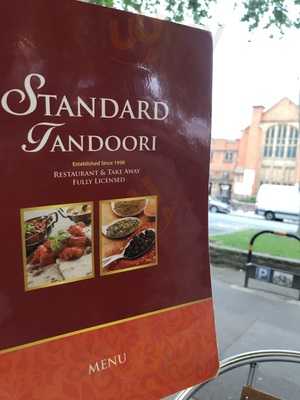 STANDARD
TANDOORI
Established Since 1998
RESTAURANT & TAKE AWAY
FULLY LICENSED
MENU